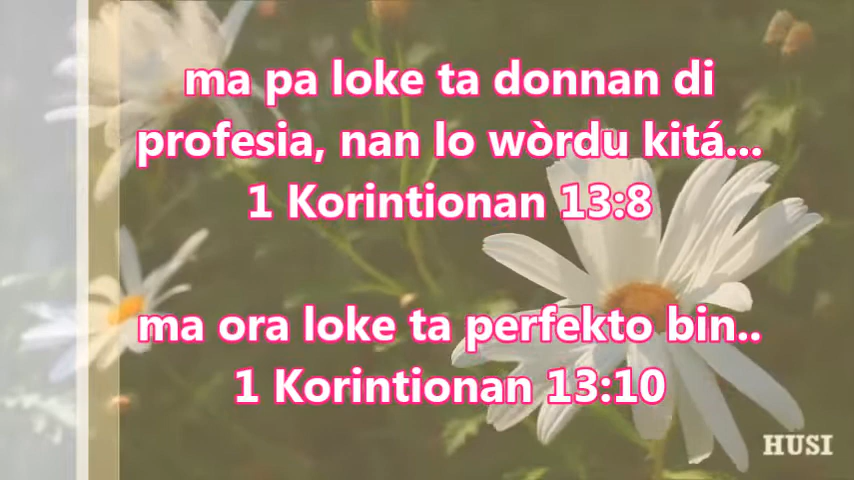 ma pa loke ta donnan di
profesia, nan lo wòrdu kitá...
1 Korintionan 13:8
ma ora loke ta perfekto bin..
1 Korintionan 13:10
HUSI